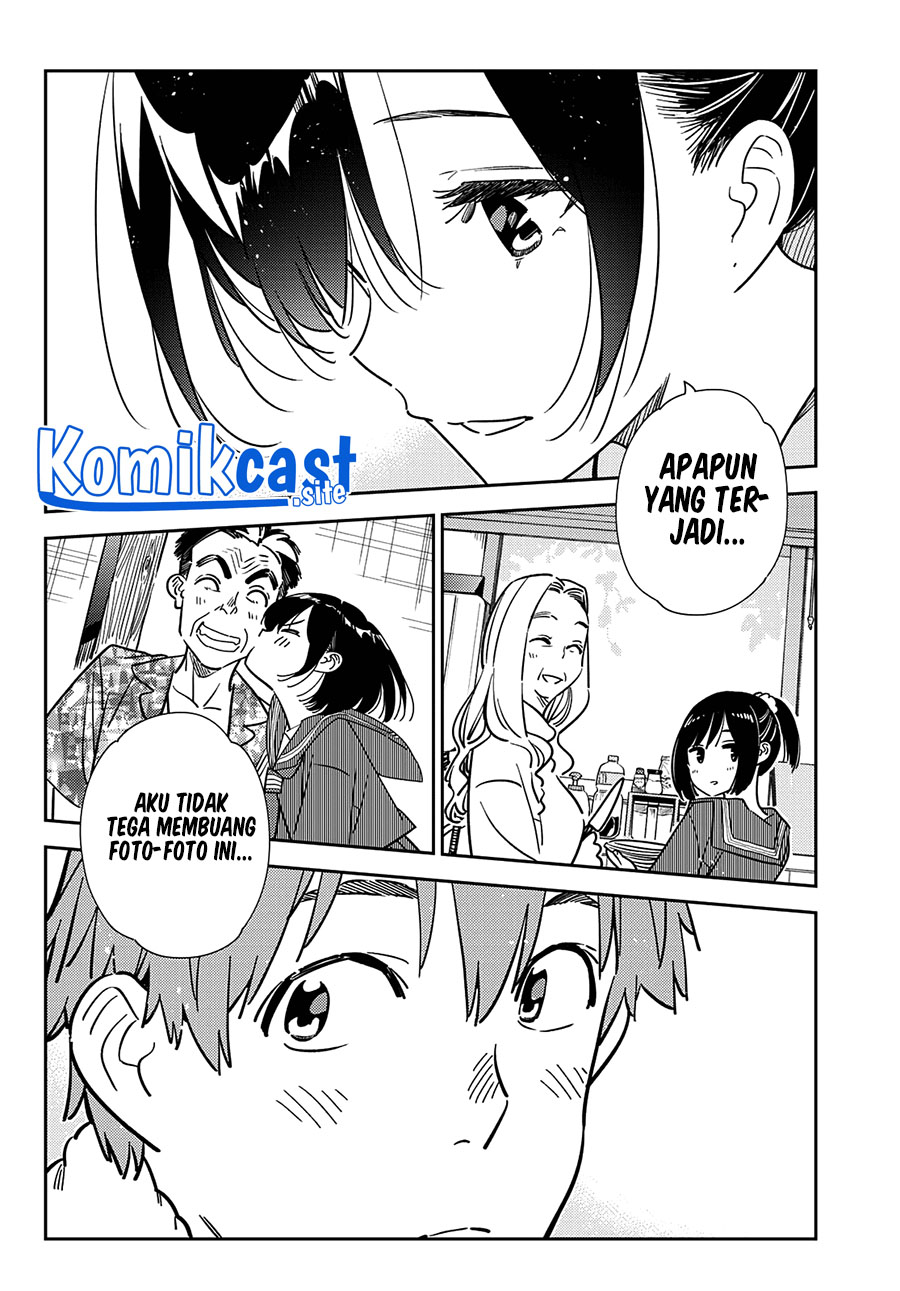 Komikcast
.site
APAPUN
YANG TER-
JADI...
AKU TIDAK
TEGA MEMBUANG
FOTO-FOTO INI...